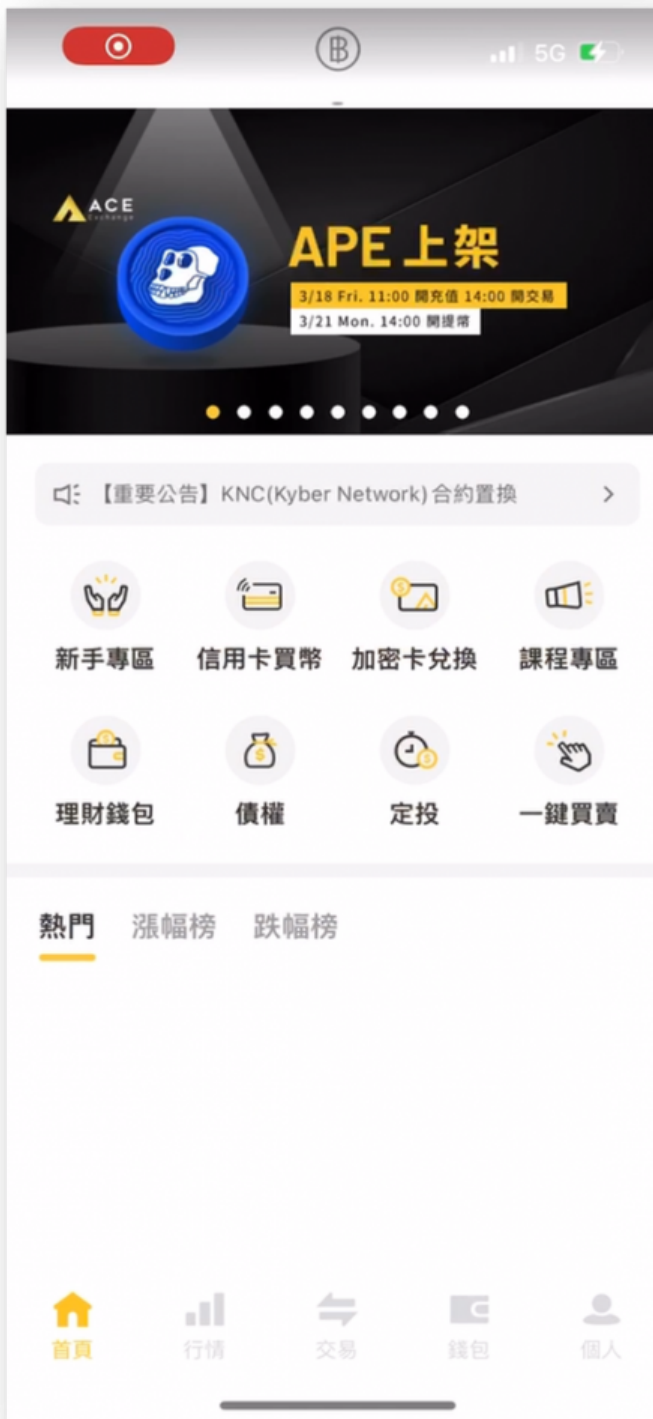 5G
ACE
Exchange
APE 上架
3/18 Fri. 11:00 開充值 14:00 開交易
3/21 Mon. 14:00 開提幣
【重要公告】KNC(Kyber Network)合約置換
新手專區 信用卡買幣 加密卡兌換 課程專區
理財錢包 債權 定投 一鍵買賣
熱門 漲幅榜 跌幅榜
首頁 行情 交易 錢包 個人